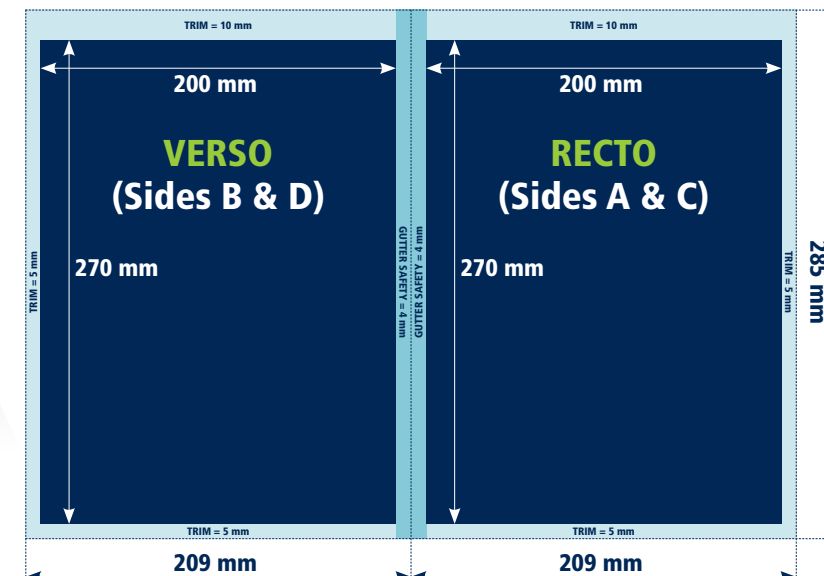 TRIM = 10 mm
TRIM = 10 mm
200 mm
200 mm
VERSO
(Sides B & D)
RECTO
(Sides A & C)
270 mm
270 mm
TRIM = 5 mm
GUTTER SAFETY = 4 mm
GUTTER SAFETY = 4 mm
TRIM = 5 mm
285 mm
TRIM = 5 mm
TRIM = 5 mm
209 mm
209 mm